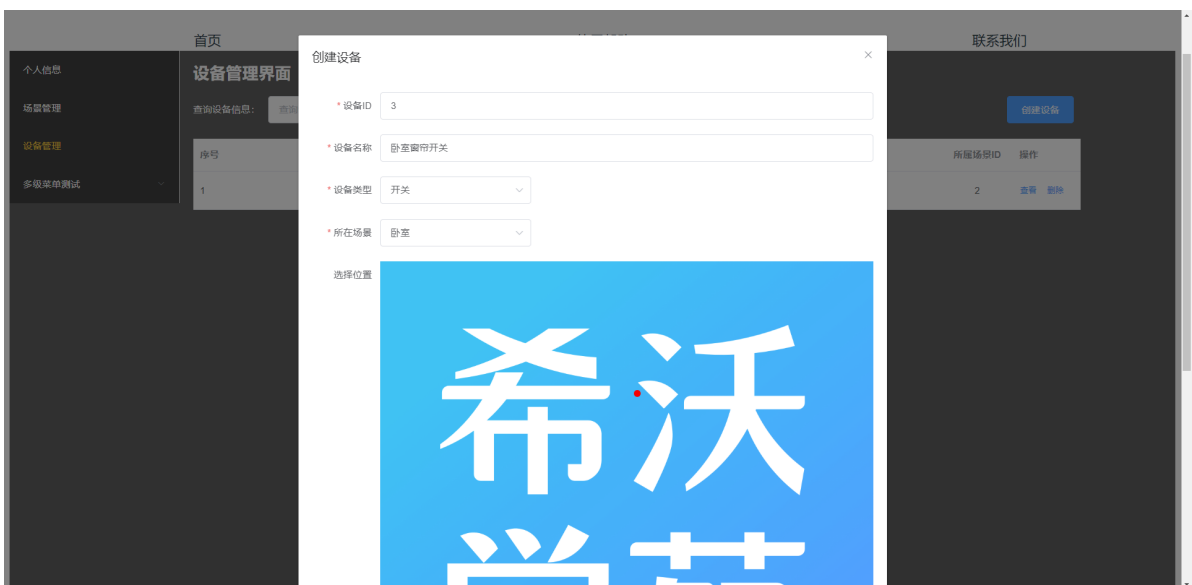 首页
联系我们
个人信息
场景管理
设备管理
多级菜单测试
设备管理界面
查询设备信息：
查询
创建设备
序号
所属场景ID 操作
1
2 查看 删除
创建设备
* 设备ID 3
* 设备名称 卧室窗帘开关
* 设备类型 开关
* 所在场景 卧室
选择位置
希沃